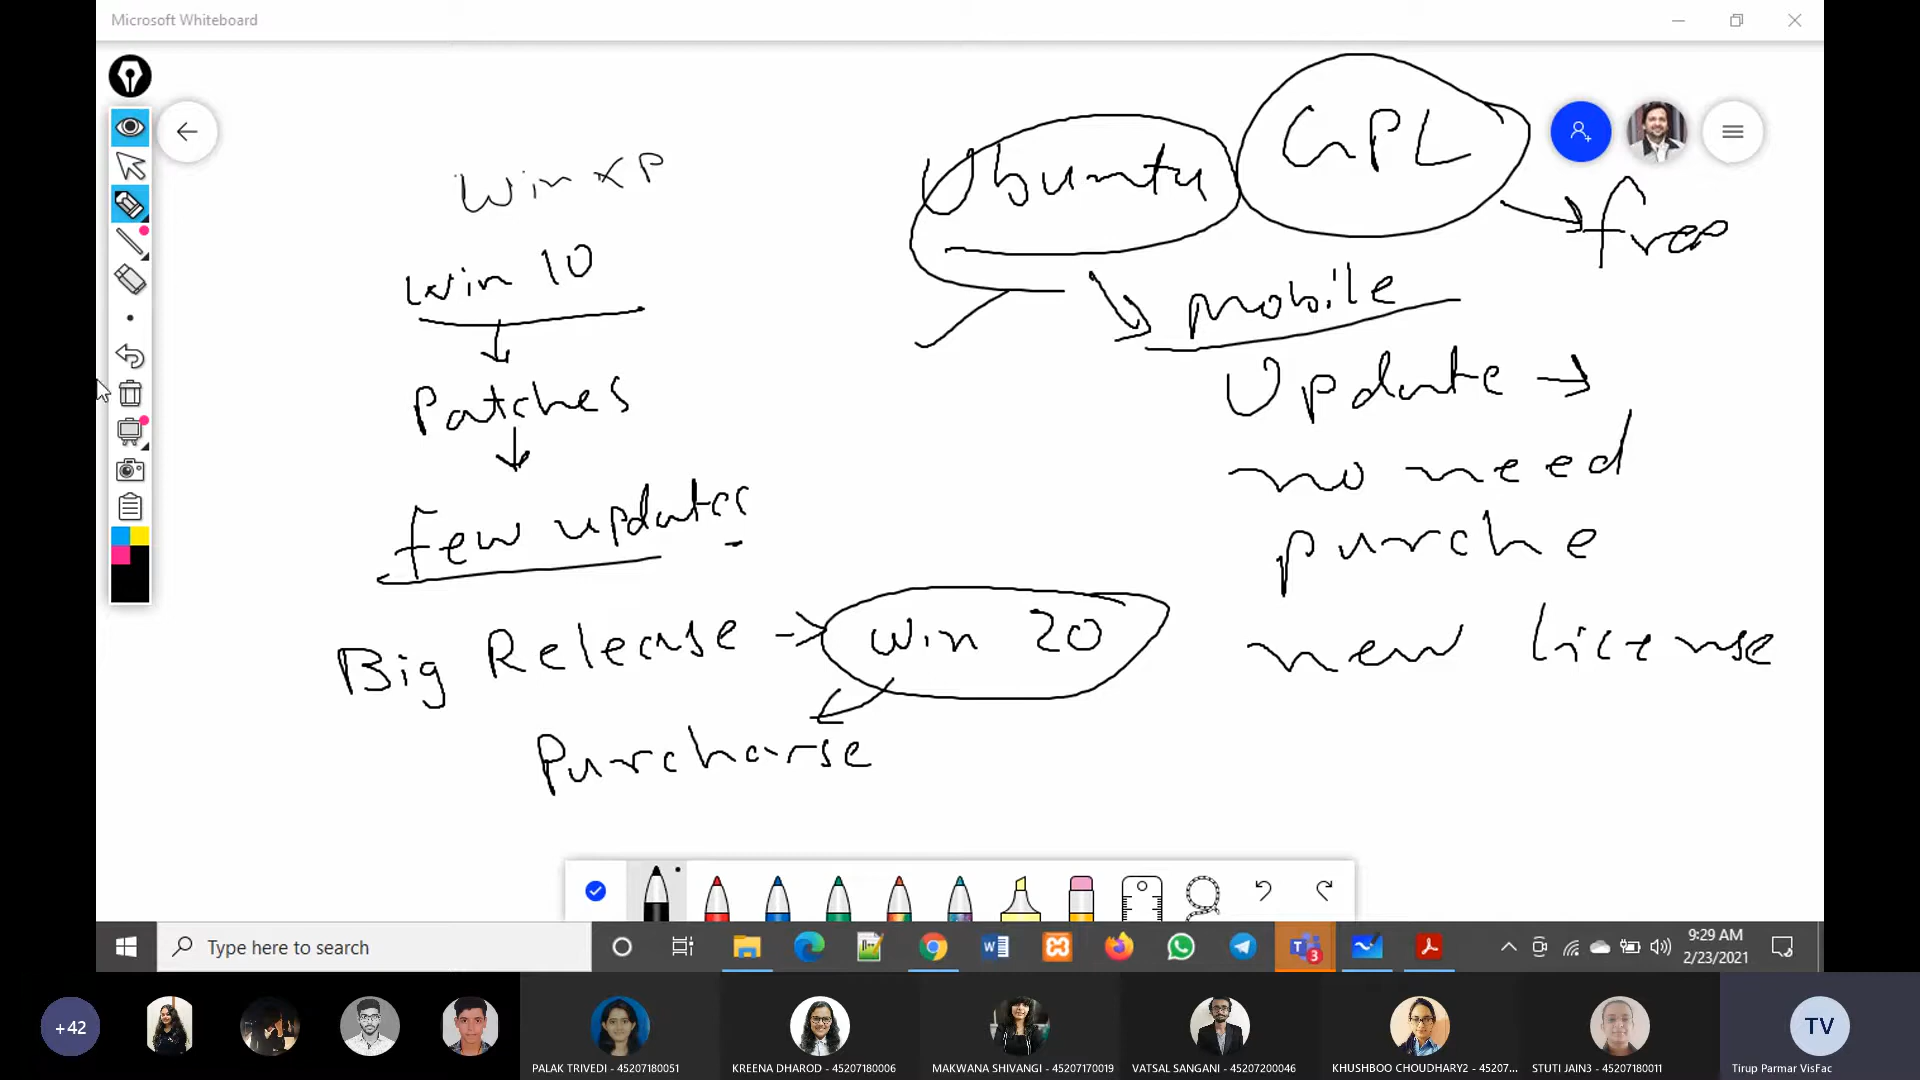 Microsoft Whiteboard
Win XP
Win 10
Patches
Few updates
Big Release → Win 20
Purcharse
Ubuntu GPL
→ free
mobile
Update →
no need
purche
new license
Type here to search
3
9:29 AM
2/23/2021
+42
PALAK TRIVEDI - 45207180051
KREENA DHAROD - 45207180006
MAKWANA SHIVANGI - 45207170019
VATSAL SANGANI - 45207200046
KHUSHBOO CHOUDHARY2 - 45207...
STUTI JAIN3 - 45207180011
TV
Tirup Parmar VisFac